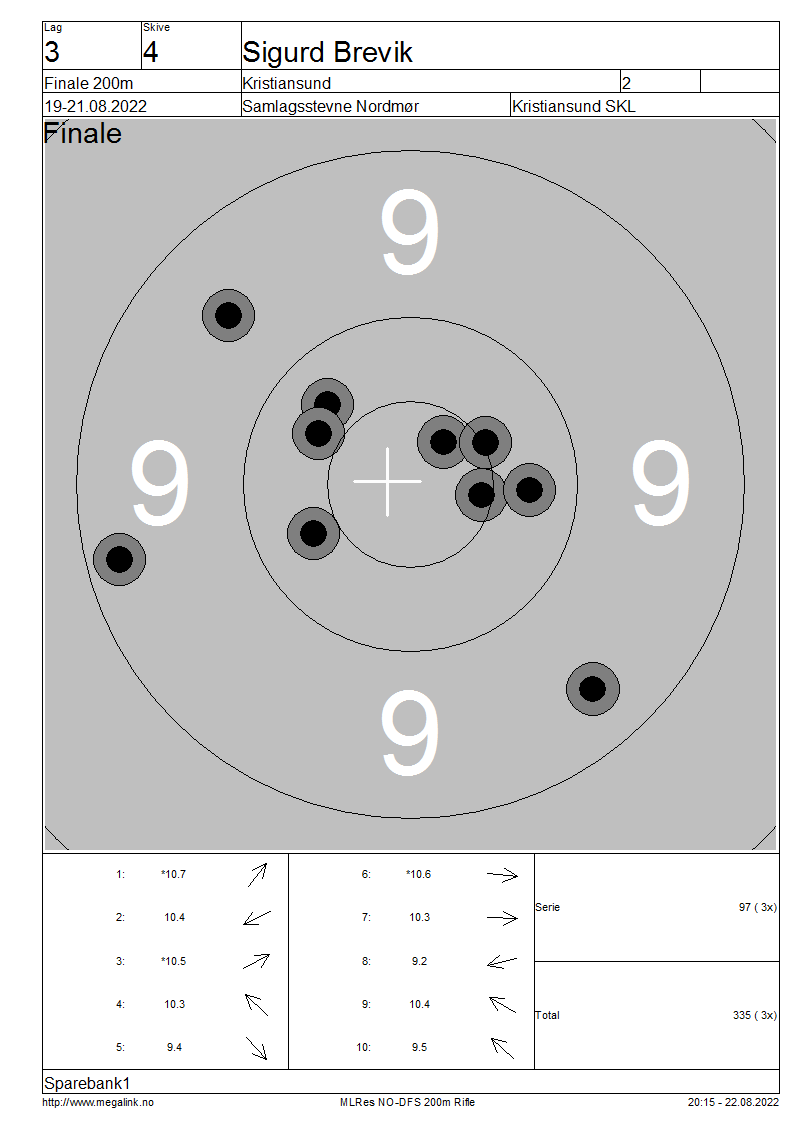 Lag Skive
3 4 Sigurd Brevik
Finale 200m Kristiansund 2
19-21.08.2022 Samlagsstevne Nordmør Kristiansund SKL
Finale
9
9 9
9
1: *10.7 6: *10.6
2: 10.4 7: 10.3
Serie 97 ( 3x)
3: *10.5 8: 9.2
4: 10.3 9: 10.4
Total 335 ( 3x)
5: 9.4 10: 9.5
Sparebank1
http://www.megalink.no MLRes NO-DFS 200m Rifle 20:15 - 22.08.2022